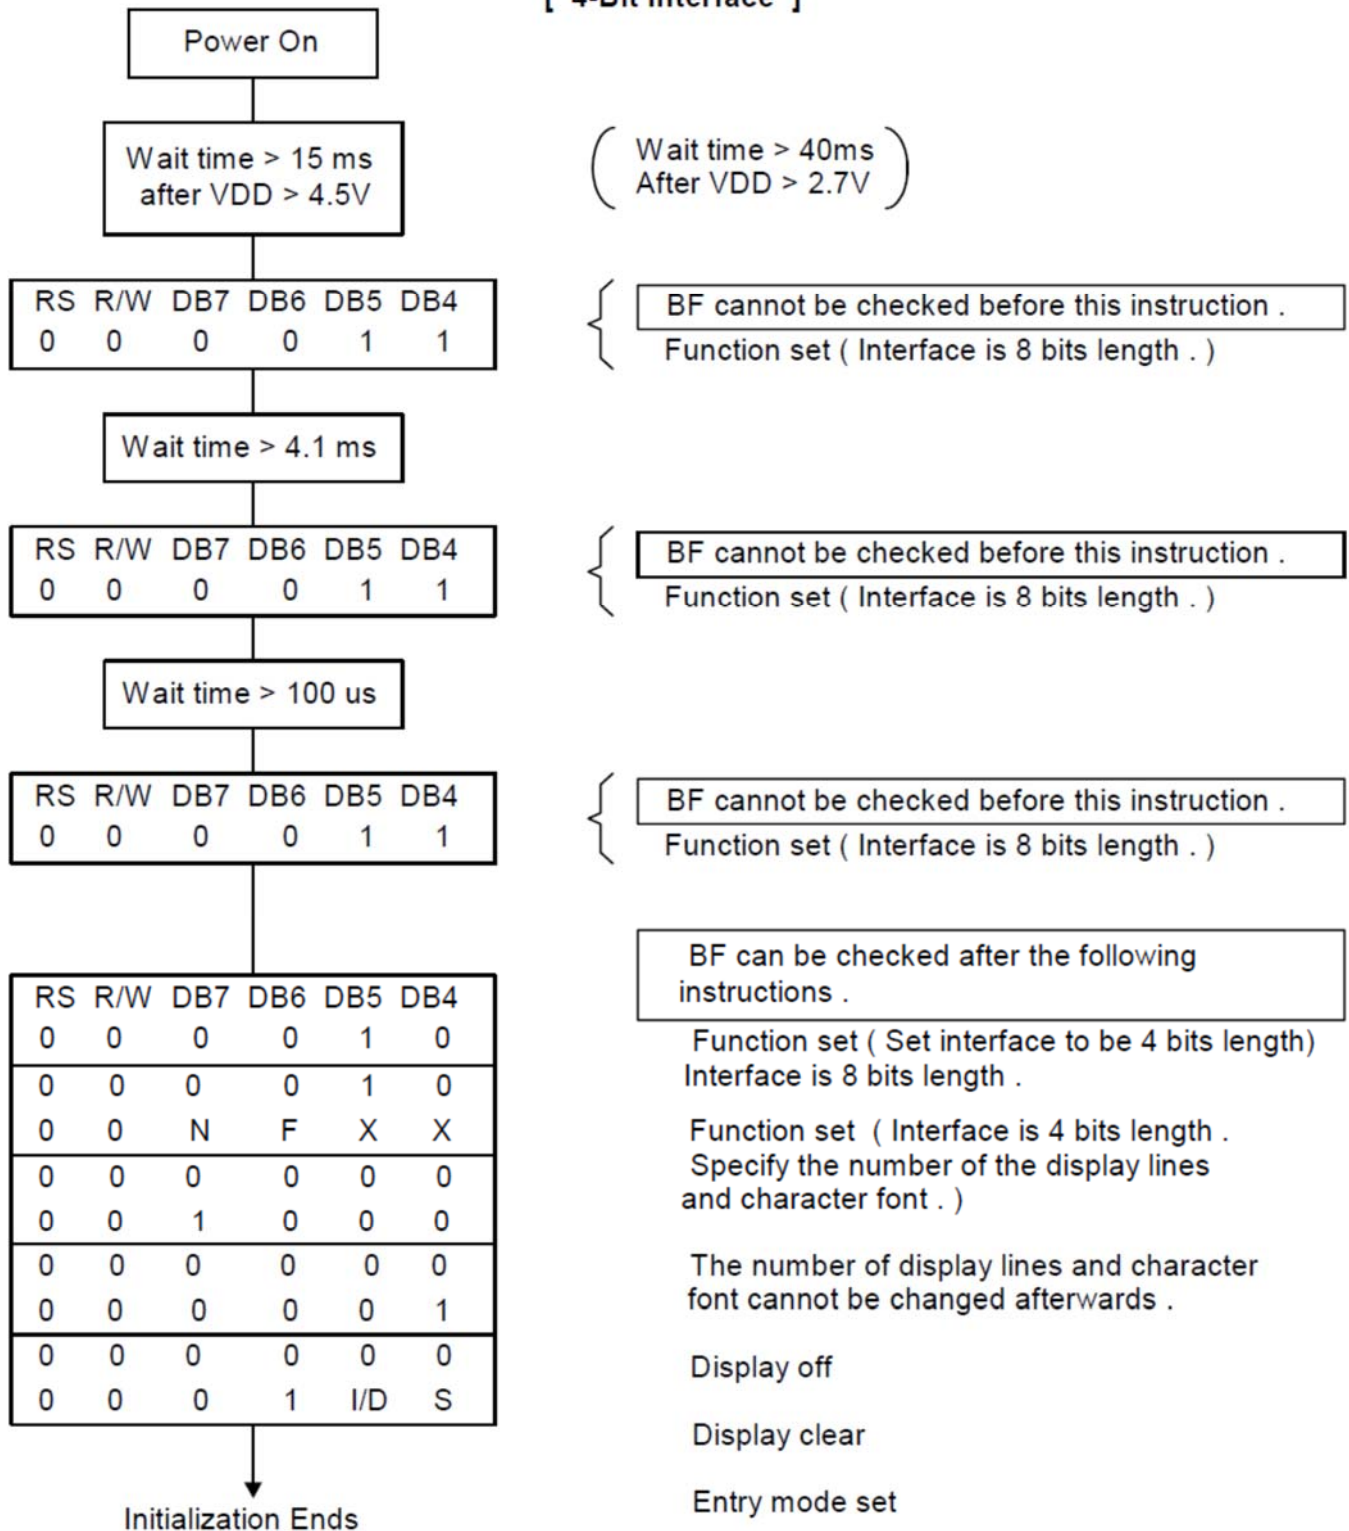 [ 4-Bit Interface ]
Power On
Wait time > 15 ms
after VDD > 4.5V
Wait time > 40ms
After VDD > 2.7V
RS R/W DB7 DB6 DB5 DB4
0 0 0 0 1 1
BF cannot be checked before this instruction .
Function set ( Interface is 8 bits length . )
Wait time > 4.1 ms
RS R/W DB7 DB6 DB5 DB4
0 0 0 0 1 1
BF cannot be checked before this instruction .
Function set ( Interface is 8 bits length . )
Wait time > 100 us
RS R/W DB7 DB6 DB5 DB4
0 0 0 0 1 1
BF cannot be checked before this instruction .
Function set ( Interface is 8 bits length . )
RS R/W DB7 DB6 DB5 DB4
0 0 0 0 1 0
0 0 0 0 1 0
0 0 N F X X
0 0 0 0 0 0
0 0 1 0 0 0
0 0 0 0 0 0
0 0 0 0 0 1
0 0 0 0 0 0
0 0 0 1 I/D S
Initialization Ends
BF can be checked after the following
instructions .
Function set ( Set interface to be 4 bits length)
Interface is 8 bits length .
Function set ( Interface is 4 bits length .
Specify the number of the display lines
and character font . )
The number of display lines and character
font cannot be changed afterwards .
Display off
Display clear
Entry mode set